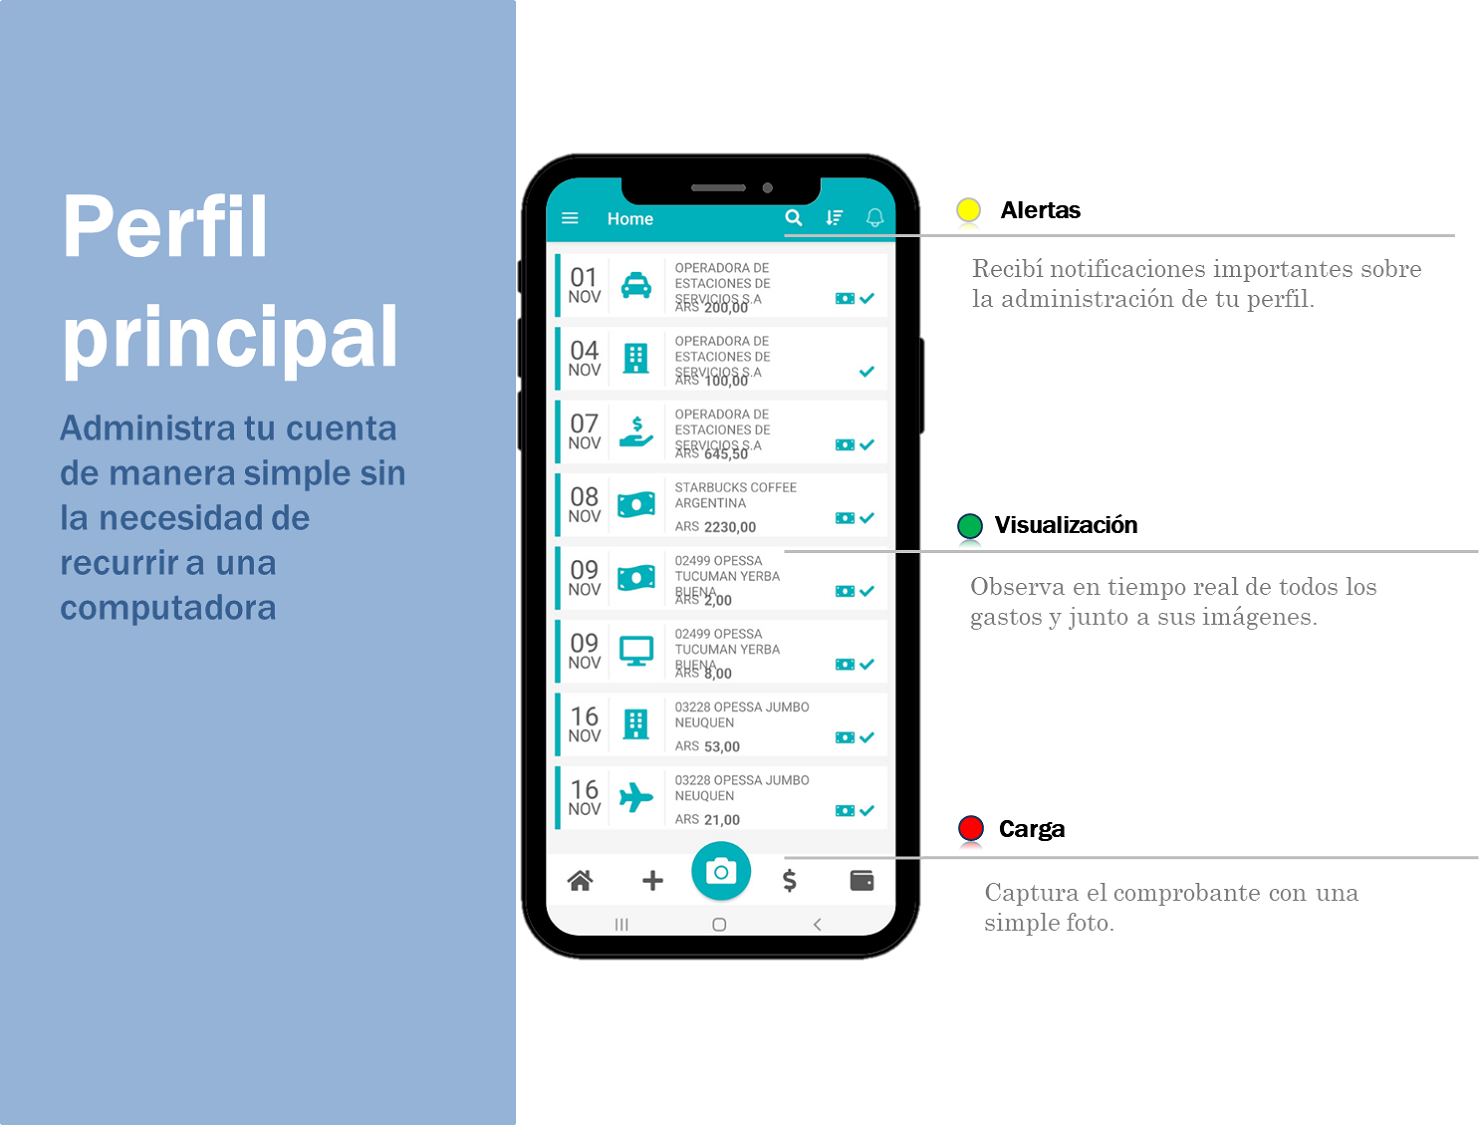 Perfil
principal
Administra tu cuenta
de manera simple sin
la necesidad de
recurrir a una
computadora
Home
01
NOV
OPERADORA DE
ESTACIONES DE
SERVICIOS S.A
ARS 200,00
04
NOV
OPERADORA DE
ESTACIONES DE
SERVICIOS S.A
ARS 100,00
07
NOV
OPERADORA DE
ESTACIONES DE
SERVICIOS S.A
ARS 645,50
08
NOV
STARBUCKS COFFEE
ARGENTINA
ARS 2230,00
09
NOV
02499 OPESSA
TUCUMAN YERBA
BUENA
ARS 2,00
09
NOV
02499 OPESSA
TUCUMAN YERBA
BUENA
ARS 8,00
16
NOV
03228 OPESSA JUMBO
NEUQUEN
ARS 53,00
16
NOV
03228 OPESSA JUMBO
NEUQUEN
ARS 21,00
Alertas
Recibí notificaciones importantes sobre
la administración de tu perfil.
Visualización
Observa en tiempo real de todos los
gastos y junto a sus imágenes.
Carga
Captura el comprobante con una
simple foto.